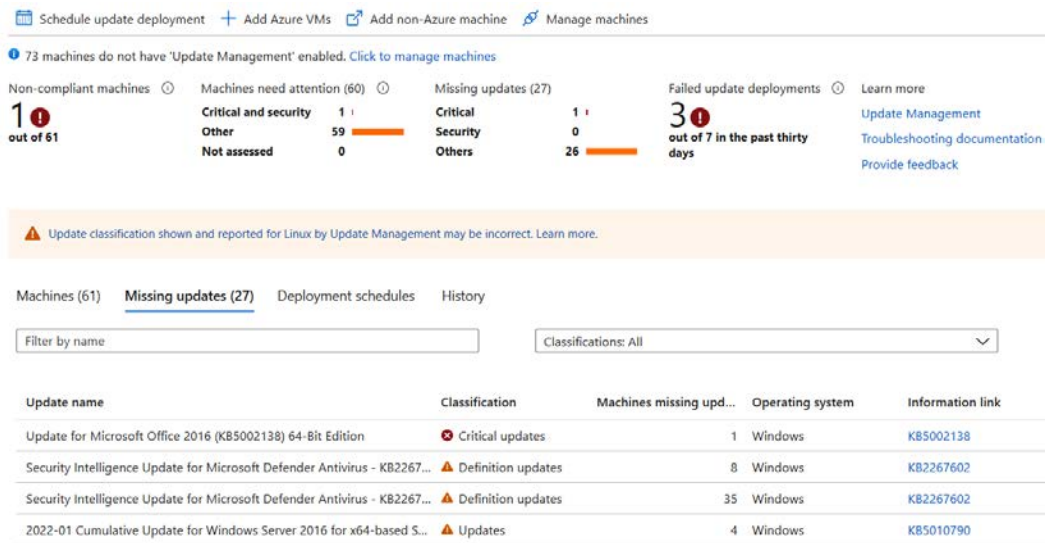 Schedule update deployment Add Azure VMs Add non-Azure machine Manage machines
73 machines do not have 'Update Management' enabled. Click to manage machines
Non-compliant machines Machines need attention (60) Missing updates (27) Failed update deployments Learn more
1 Critical and security 1 Critical 1 3 Update Management
out of 61 Other 59 Security 0 out of 7 in the past thirty days Troubleshooting documentation
Not assessed 0 Others 26 Provide feedback
Update classification shown and reported for Linux by Update Management may be incorrect. Learn more.
Machines (61) Missing updates (27) Deployment schedules History
Filter by name Classifications: All
Update name Classification Machines missing upd... Operating system Information link
Update for Microsoft Office 2016 (KB5002138) 64-Bit Edition Critical updates 1 Windows KB5002138
Security Intelligence Update for Microsoft Defender Antivirus - KB2267... Definition updates 8 Windows KB2267602
Security Intelligence Update for Microsoft Defender Antivirus - KB2267... Definition updates 35 Windows KB2267602
2022-01 Cumulative Update for Windows Server 2016 for x64-based S... Updates 4 Windows KB5010790